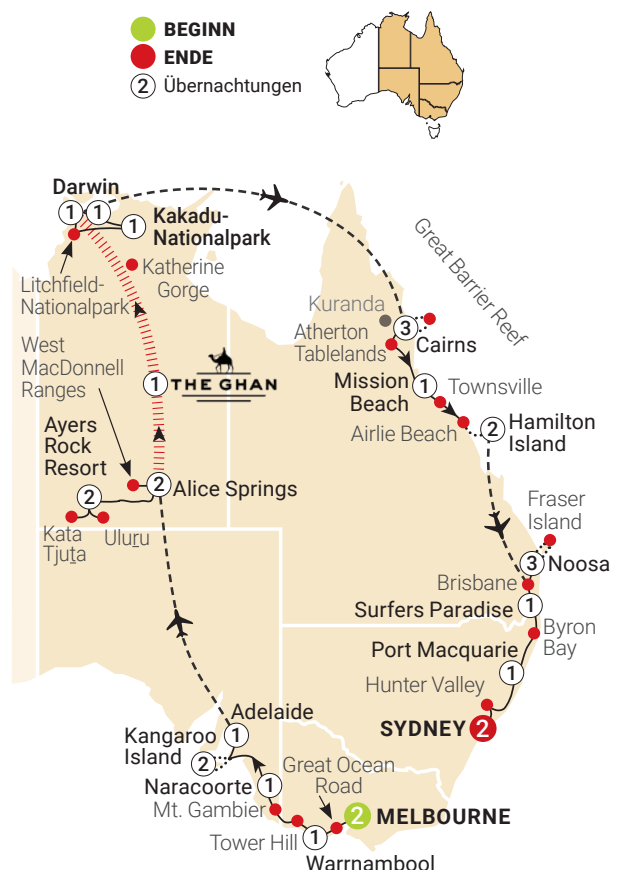 BEGINN
ENDE
2 Übernachtungen
Darwin
1
1
1
Kakadu-
Nationalpark
Litchfield-
Nationalpark
Katherine
Gorge
Great Barrier Reef
Kuranda
3
Cairns
Atherton
Tablelands
West
MacDonnell
Ranges
1
THE GHAN
Mission
Beach
1
Townsville
Airlie Beach
2
Hamilton
Island
Ayers
Rock
Resort
2
2
Alice Springs
Kata
Tjuṯa
Uluṟu
Fraser
Island
3
Noosa
Brisbane
Surfers Paradise
1
Byron
Bay
Port Macquarie
1
Hunter Valley
SYDNEY
2
Adelaide
1
Kangaroo
Island
2
Naracoorte
1
Great Ocean
Road
Mt. Gambier
2
MELBOURNE
Tower Hill
1
Warrnambool